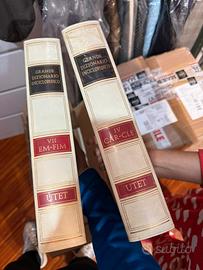 GRANDE
DIZIONARIO
ENCICLOPEDICO
VII
EM-FIM
UTET
GRANDE
DIZIONARIO
ENCICLOPEDICO
IV
CAR-CLE
UTET
subito